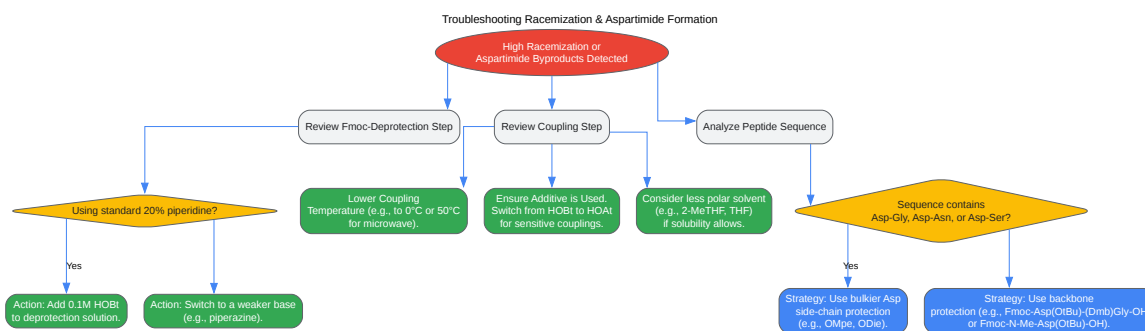 Troubleshooting Racemization & Aspartimide Formation
High Racemization or
Aspartimide Byproducts Detected
Review Fmoc-Deprotection Step
Review Coupling Step
Analyze Peptide Sequence
Using standard 20% piperidine?
Lower Coupling
Temperature (e.g., to 0°C or 50°C
for microwave).
Ensure Additive is Used.
Switch from HOBt to HOAt
for sensitive couplings.
Consider less polar solvent
(e.g., 2-MeTHF, THF)
if solubility allows.
Sequence contains
Asp-Gly, Asp-Asn, or Asp-Ser?
Yes
Yes
Action: Add 0.1M HOBt
to deprotection solution.
Action: Switch to a weaker base
(e.g., piperazine).
Strategy: Use bulkier Asp
side-chain protection
(e.g., OMpe, ODie).
Strategy: Use backbone
protection (e.g., Fmoc-Asp(OtBu)-(Dmb)Gly-OH
or Fmoc-N-Me-Asp(OtBu)-OH).